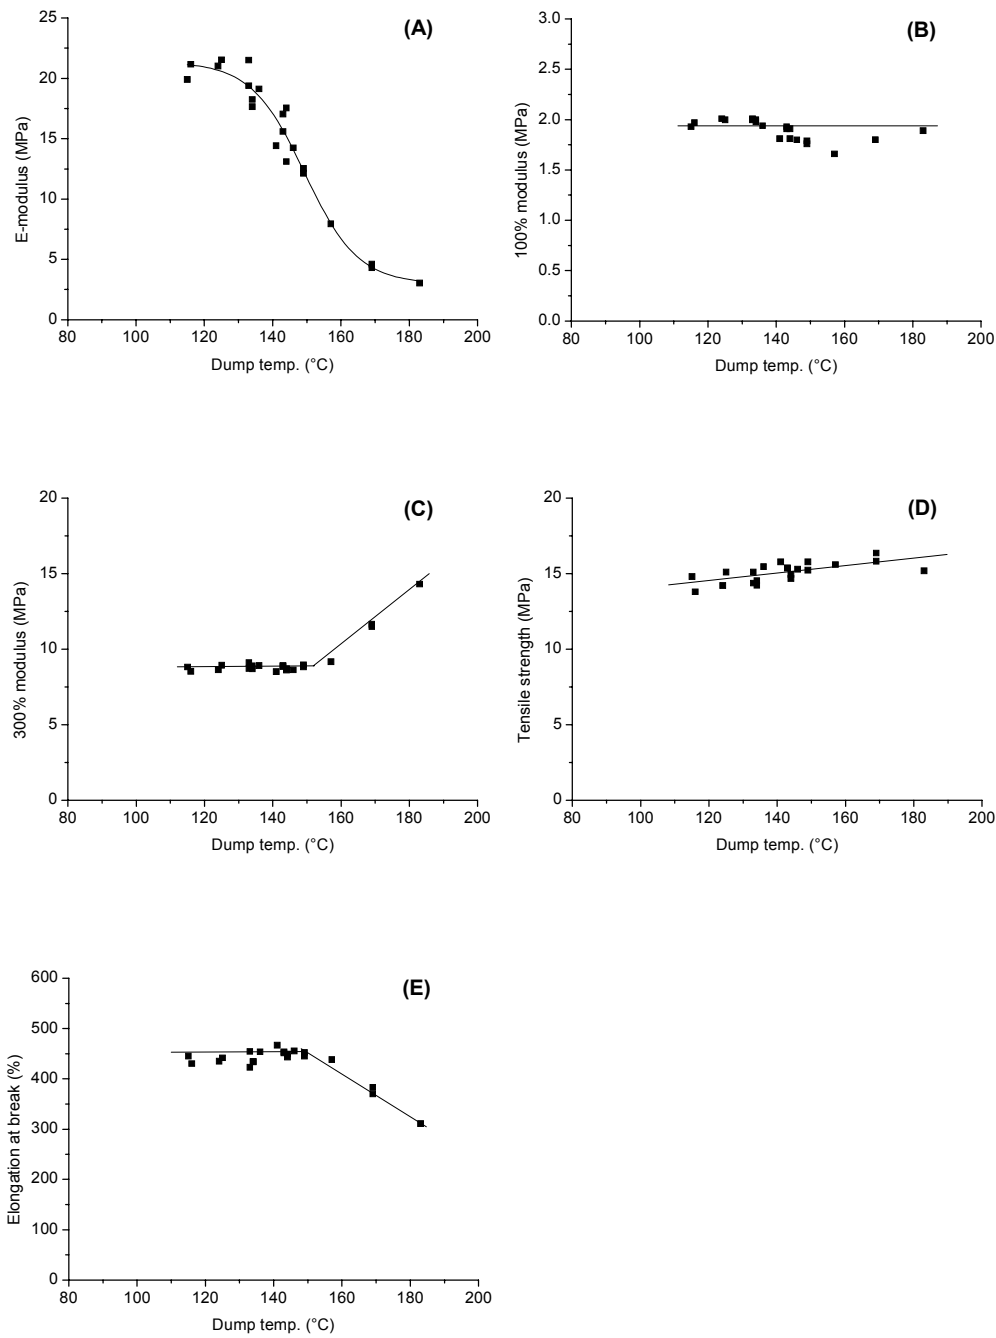 (A)
E-modulus (MPa)
25
20
15
10
5
0
80 100 120 140 160 180 200
Dump temp. (°C)
(B)
100% modulus (MPa)
3.0
2.5
2.0
1.5
1.0
0.5
0.0
80 100 120 140 160 180 200
Dump temp. (°C)
(C)
300% modulus (MPa)
20
15
10
5
0
80 100 120 140 160 180 200
Dump temp. (°C)
(D)
Tensile strength (MPa)
20
15
10
5
0
80 100 120 140 160 180 200
Dump temp. (°C)
(E)
Elongation at break (%)
600
500
400
300
200
100
0
80 100 120 140 160 180 200
Dump temp. (°C)